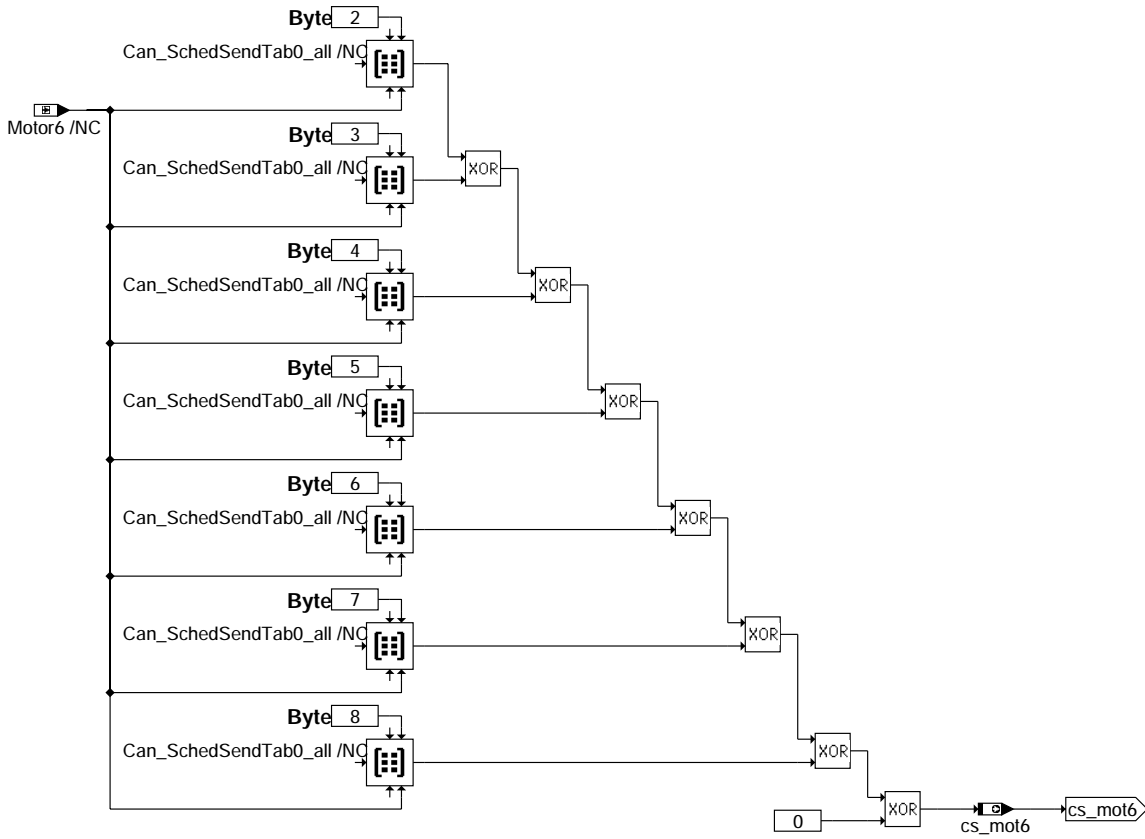 Byte 2
Can_SchedSendTab0_all /NC
Motor6 /NC
Byte 3
Can_SchedSendTab0_all /NC
XOR
Byte 4
Can_SchedSendTab0_all /NC
XOR
Byte 5
Can_SchedSendTab0_all /NC
XOR
Byte 6
Can_SchedSendTab0_all /NC
XOR
Byte 7
Can_SchedSendTab0_all /NC
XOR
Byte 8
Can_SchedSendTab0_all /NC
XOR
0 XOR cs_mot6
cs_mot6